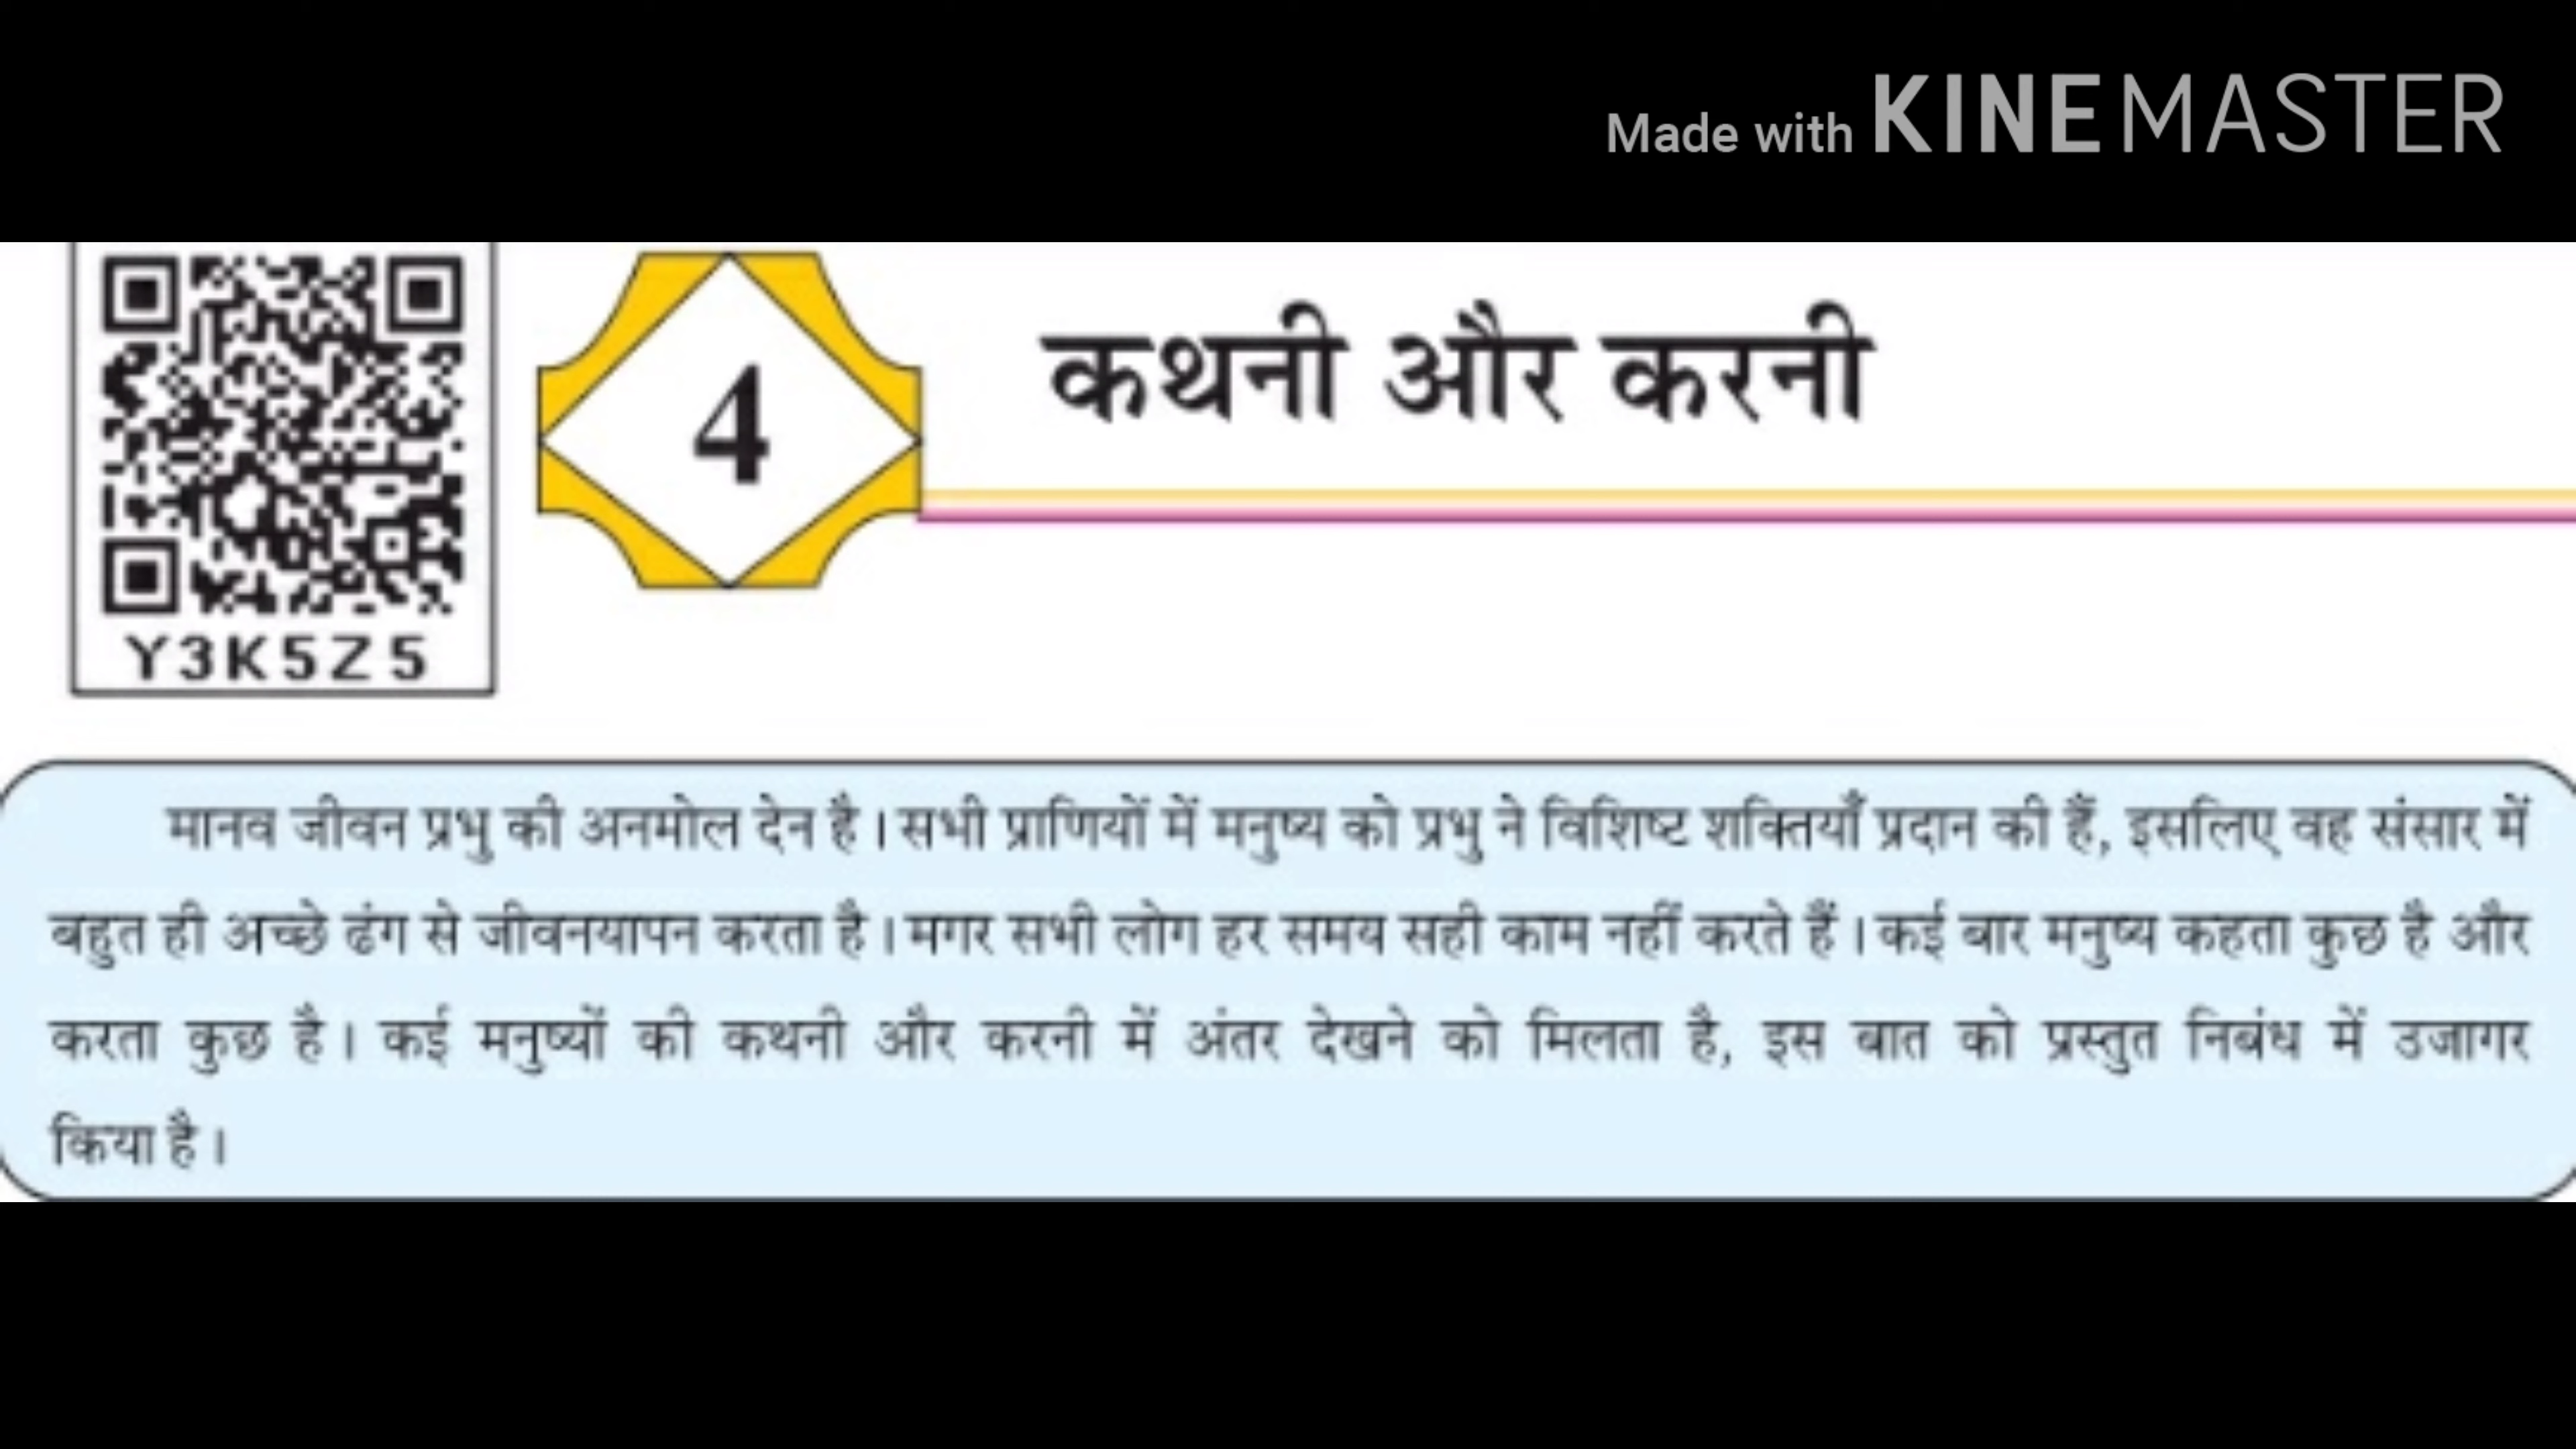 Made with KINEMASTER
4
कथनी और करनी
Y3K5Z5
मानव जीवन प्रभु की अनमोल देन है। सभी प्राणियों में मनुष्य को प्रभु ने विशिष्ट शक्तियाँ प्रदान की हैं, इसलिए वह संसार में
बहुत ही अच्छे ढंग से जीवनयापन करता है। मगर सभी लोग हर समय सही काम नहीं करते हैं। कई बार मनुष्य कहता कुछ है और
करता कुछ है। कई मनुष्यों की कथनी और करनी में अंतर देखने को मिलता है, इस बात को प्रस्तुत निबंध में उजागर
किया है।